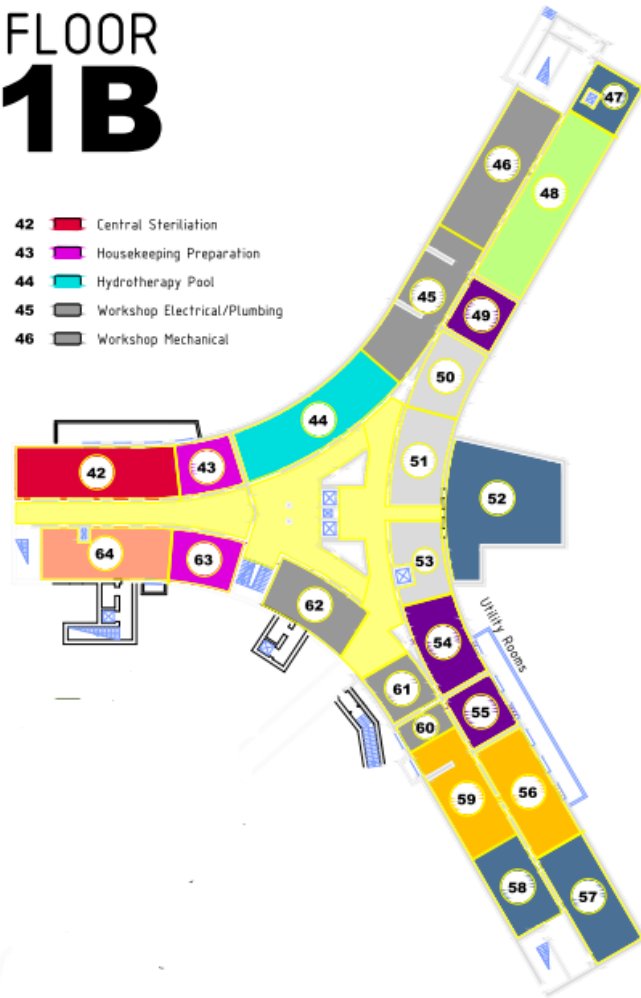 FLOOR
1B
42 Central Steriliation
43 Housekeeping Preparation
44 Hydrotherapy Pool
45 Workshop Electrical/Plumbing
46 Workshop Mechanical
47
46
48
45
49
50
44
51
43
42
52
64
63
53
62
Utility Rooms
54
61
55
60
56
59
58
57